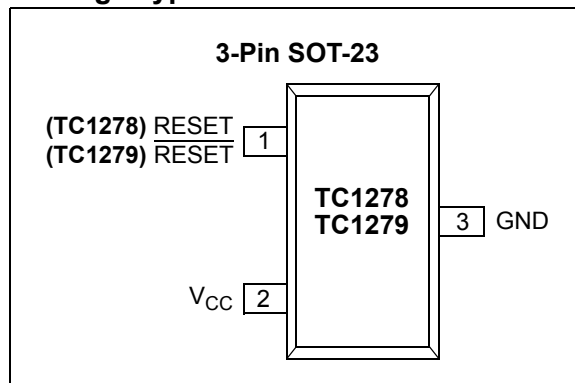 3-Pin SOT-23
(TC1278) RESET
(TC1279) RESET
1
TC1278
TC1279
3 GND
VCC 2